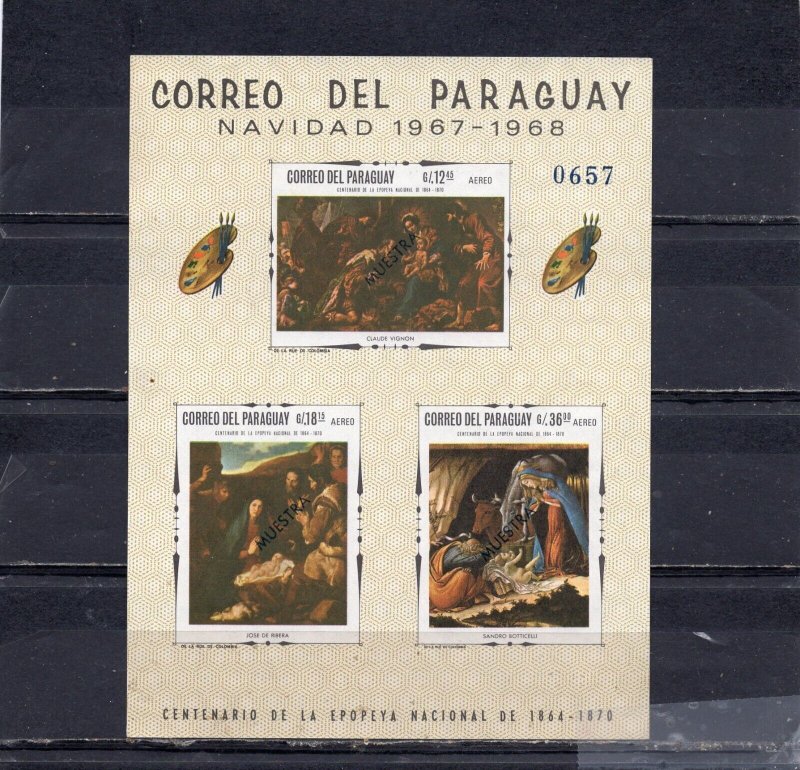 CORREO DEL PARAGUAY
NAVIDAD 1967-1968
0657
CORREO DEL PARAGUAY G/.12.45 AEREO
CENTENARIO DE LA EPOPEYA NACIONAL DE 1864 - 1870
MUESTRA
CLAUDE VIGNON
DE LA RUE DE COLOMBIA
CORREO DEL PARAGUAY G/.18.15 AEREO
CENTENARIO DE LA EPOPEYA NACIONAL DE 1864 - 1870
MUESTRA
JOSE DE RIBERA
DE LA RUE DE COLOMBIA
CORREO DEL PARAGUAY G/.36.00 AEREO
CENTENARIO DE LA EPOPEYA NACIONAL DE 1864 - 1870
MUESTRA
SANDRO BOTTICELLI
DE LA RUE DE COLOMBIA
CENTENARIO DE LA EPOPEYA NACIONAL DE 1864-1870